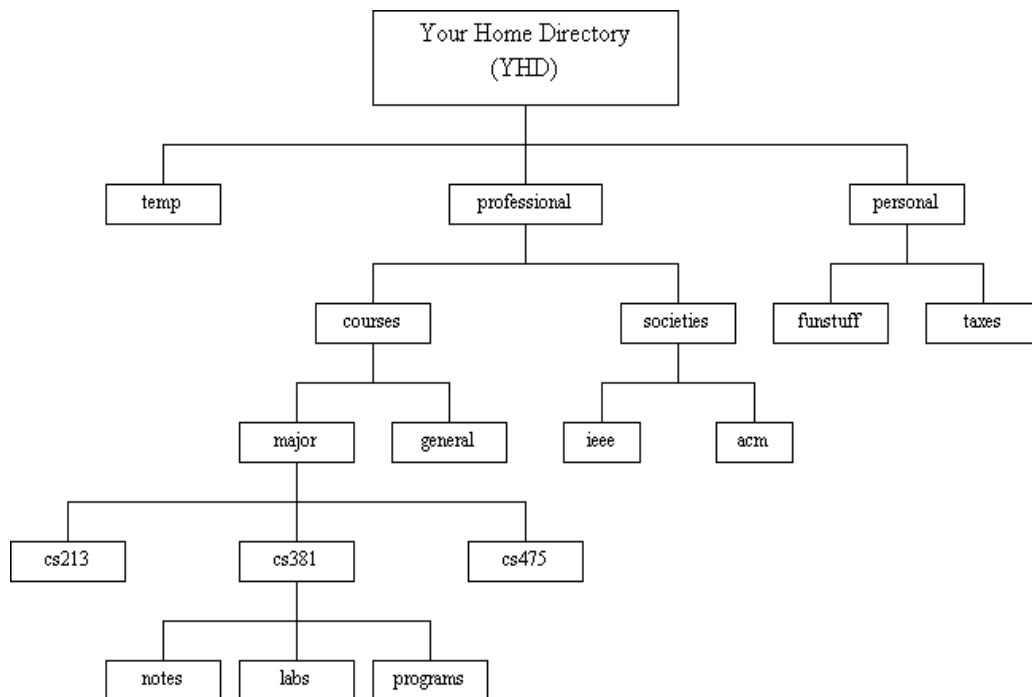 Your Home Directory
(YHD)
temp
professional
personal
courses
societies
funstuff
taxes
major
general
ieee
acm
cs213
cs381
cs475
notes
labs
programs